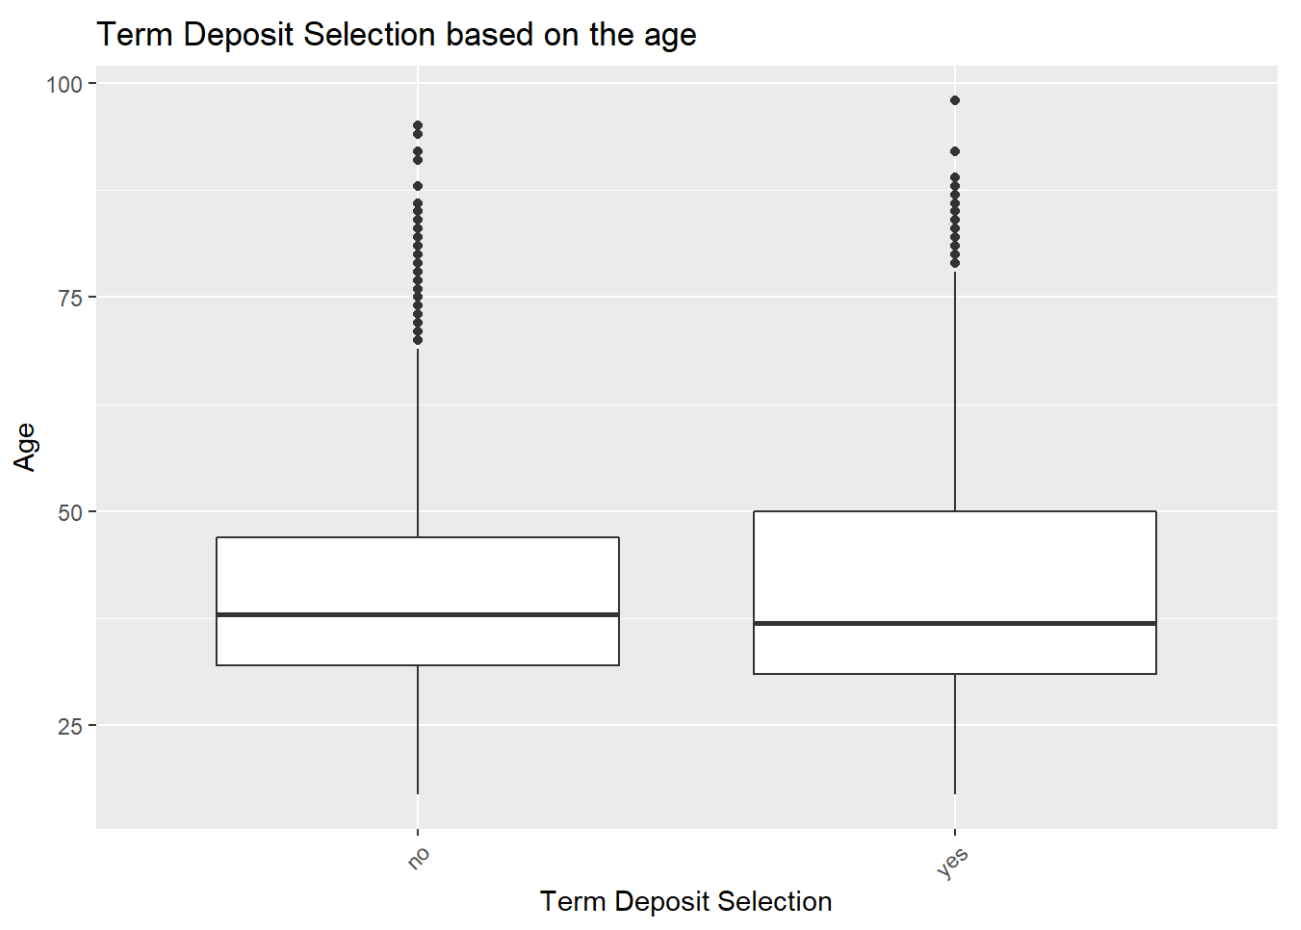 Term Deposit Selection based on the age
100
75
50
25
Age
no
yes
Term Deposit Selection